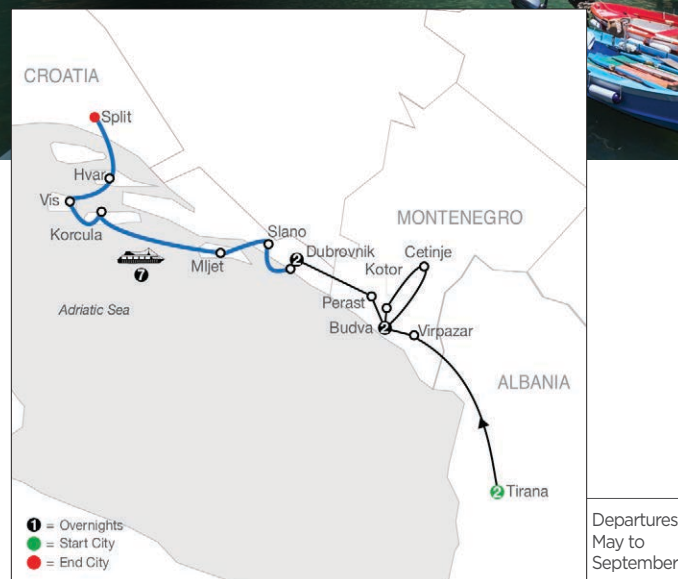 CROATIA
Split
Hvar
Vis
Korcula
Slano
MONTENEGRO
2 Dubrovnik
Cetinje
Kotor
Mljet
7
Perast
Adriatic Sea
Budva 2
Virpazar
ALBANIA
2 Tirana
1 = Overnights
= Start City
= End City
Departures
May to
September